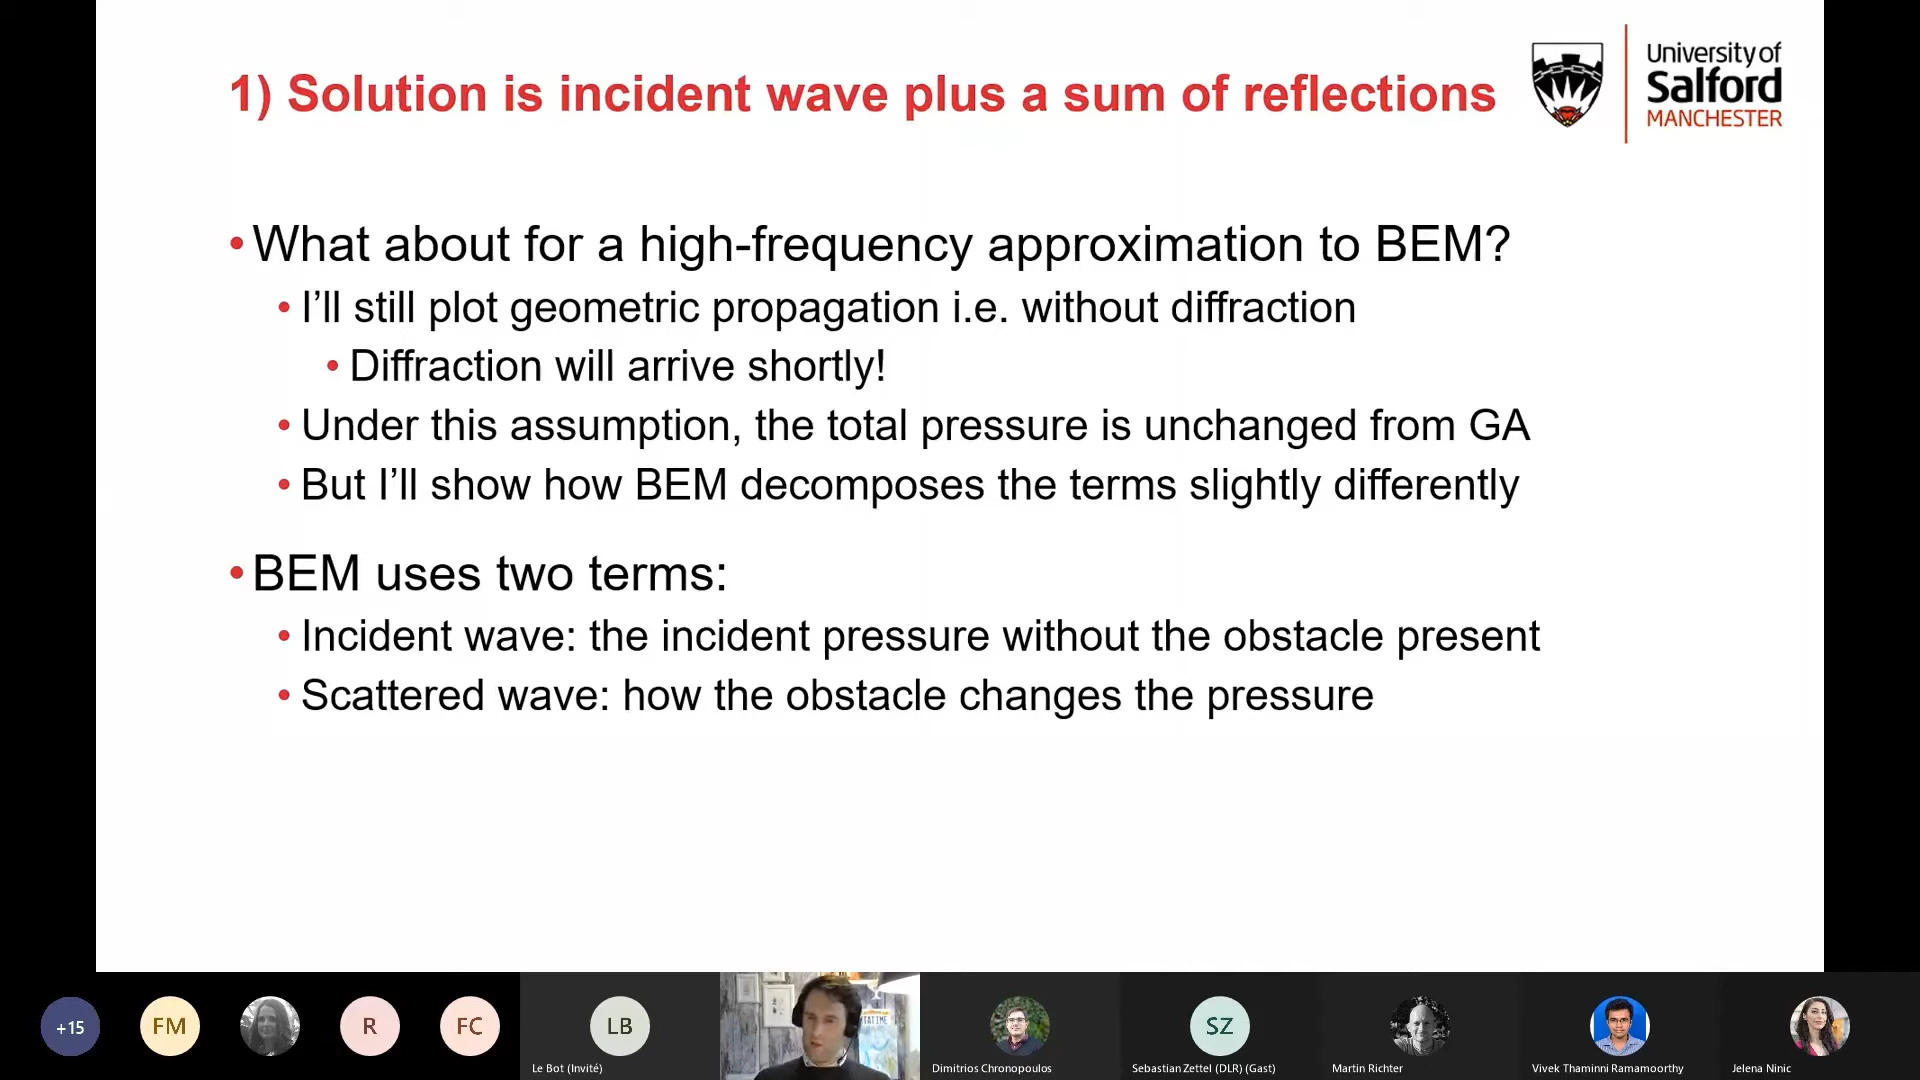 1) Solution is incident wave plus a sum of reflections
University of
Salford
MANCHESTER
• What about for a high-frequency approximation to BEM?
• I’ll still plot geometric propagation i.e. without diffraction
• Diffraction will arrive shortly!
• Under this assumption, the total pressure is unchanged from GA
• But I’ll show how BEM decomposes the terms slightly differently
• BEM uses two terms:
• Incident wave: the incident pressure without the obstacle present
• Scattered wave: how the obstacle changes the pressure
+15
FM
R
FC
LB
Le Bot (Invité)
Dimitrios Chronopoulos
SZ
Sebastian Zettel (DLR) (Gast)
Martin Richter
Vivek Thaminni Ramamoorthy
Jelena Ninic